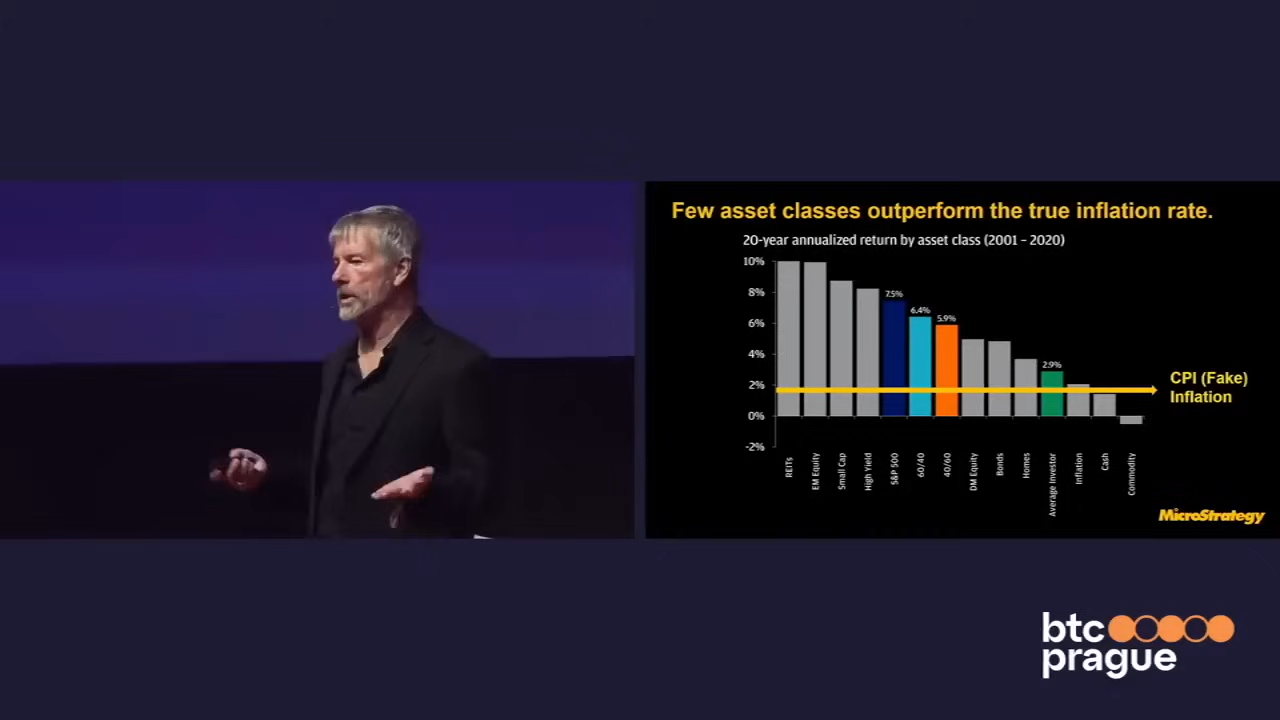 Few asset classes outperform the true inflation rate.
20-year annualized return by asset class (2001 – 2020)
10%
8%
6%
4%
2%
0%
-2%
7.5%
6.4%
5.9%
2.9%
REITs
EM Equity
Small Cap
High Yield
S&P 500
60/40
40/60
DM Equity
Bonds
Homes
Average Investor
Inflation
Cash
Commodity
CPI (Fake)
Inflation
MicroStrategy
btc
prague